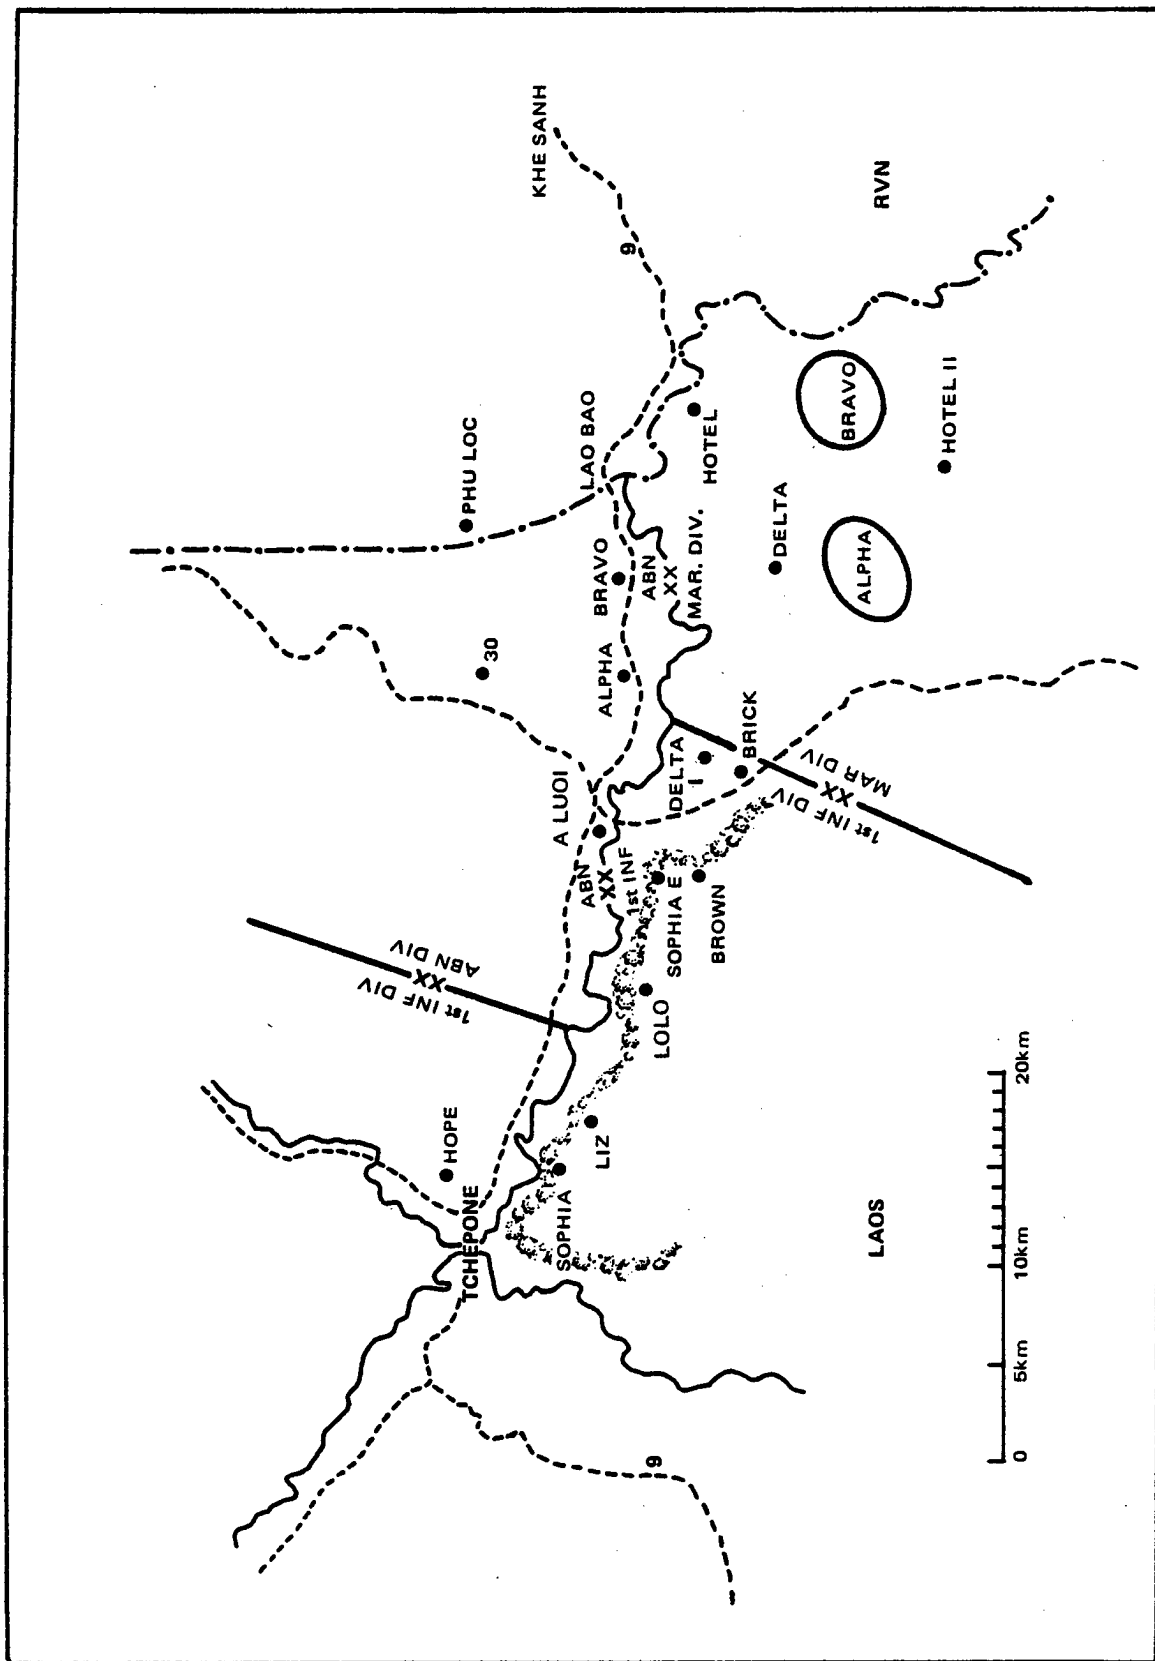 KHE SANH
9
RVN
PHU LOC
LAO BAO
HOTEL
BRAVO
HOTEL II
30
BRAVO
ABN
XX
MAR. DIV.
DELTA
ALPHA
ALPHA
A LUOI
DELTA
I
BRICK
ABN
XX
1st INF
1st INF DIV
XX
MAR DIV
1st INF DIV
XX
ABN DIV
SOPHIA E
BROWN
LOLO
HOPE
LIZ
TCHEPONE
SOPHIA
LAOS
9
0
5km
10km
20km